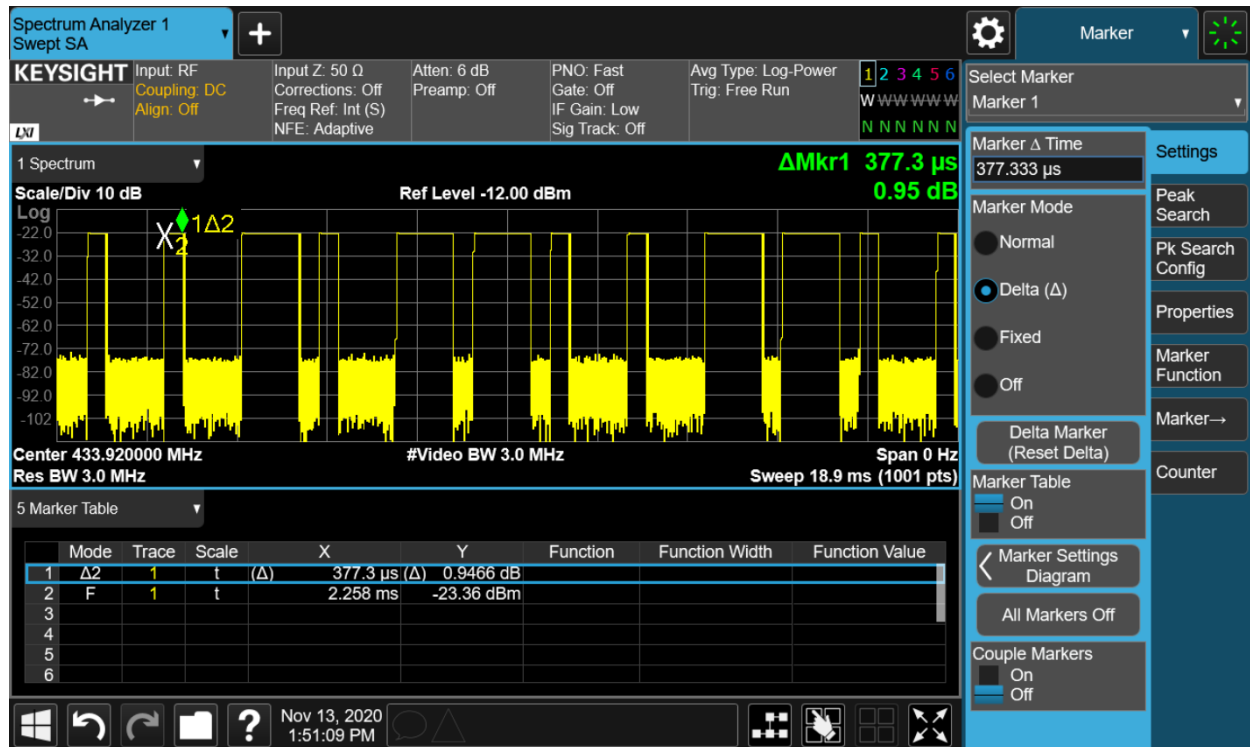 Spectrum Analyzer 1
Swept SA
+
Marker
KEYSIGHT
LXI
Input: RF
Coupling: DC
Align: Off
Input Z: 50 Ω
Corrections: Off
Freq Ref: Int (S)
NFE: Adaptive
Atten: 6 dB
Preamp: Off
PNO: Fast
Gate: Off
IF Gain: Low
Sig Track: Off
Avg Type: Log-Power
Trig: Free Run
1 2 3 4 5 6
W W W W W W
N N N N N N
Select Marker
Marker 1
1 Spectrum
ΔMkr1 377.3 µs
0.95 dB
Scale/Div 10 dB
Ref Level -12.00 dBm
Log
1Δ2
X
2
-22.0
-32.0
-42.0
-52.0
-62.0
-72.0
-82.0
-92.0
-102
Center 433.920000 MHz
#Video BW 3.0 MHz
Span 0 Hz
Res BW 3.0 MHz
Sweep 18.9 ms (1001 pts)
5 Marker Table
Mode Trace Scale X Y Function Function Width Function Value
1 Δ2 1 t (Δ) 377.3 µs (Δ) 0.9466 dB
2 F 1 t 2.258 ms -23.36 dBm
3
4
5
6
Marker Δ Time
377.333 µs
Marker Mode
Normal
Delta (Δ)
Fixed
Off
Delta Marker
(Reset Delta)
Marker Table
On
Off
Marker Settings
Diagram
All Markers Off
Couple Markers
On
Off
Settings
Peak
Search
Pk Search
Config
Properties
Marker
Function
Marker→
Counter
?
Nov 13, 2020
1:51:09 PM